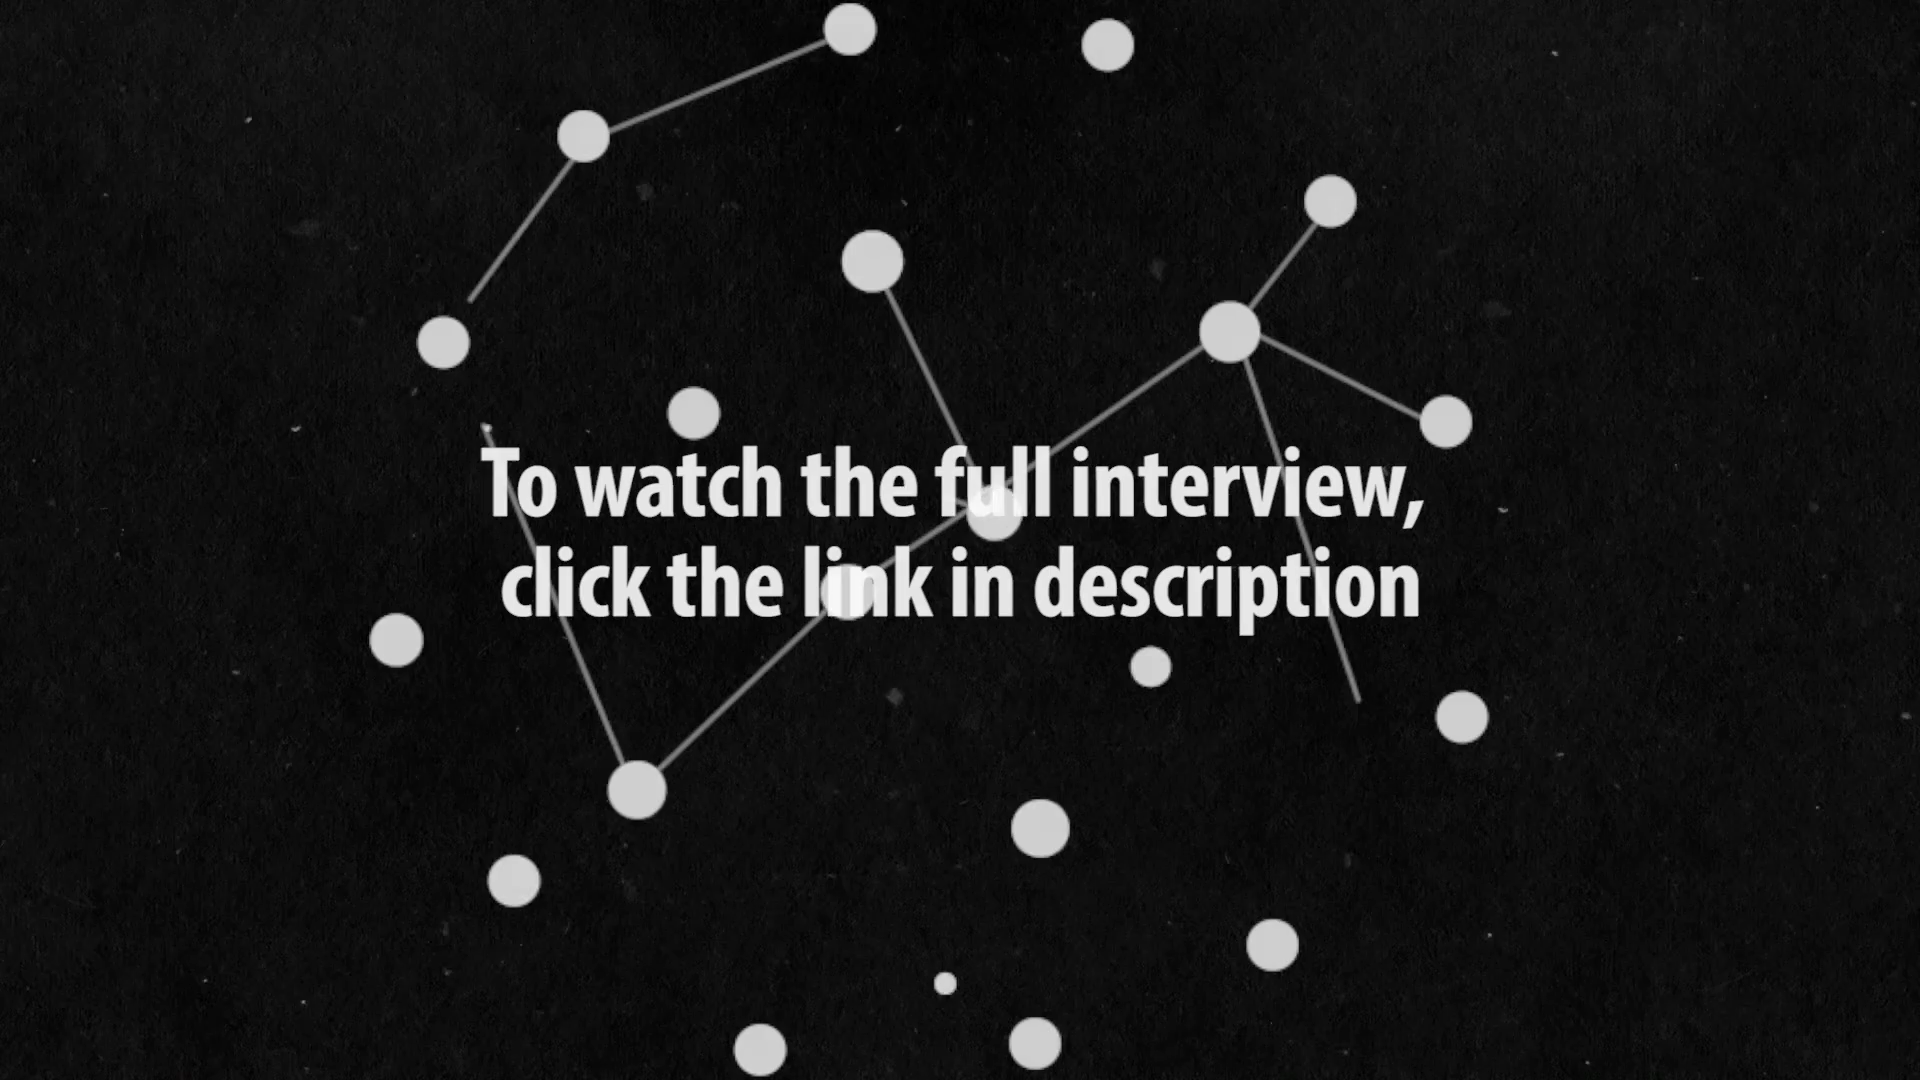 To watch the full interview,
click the link in description